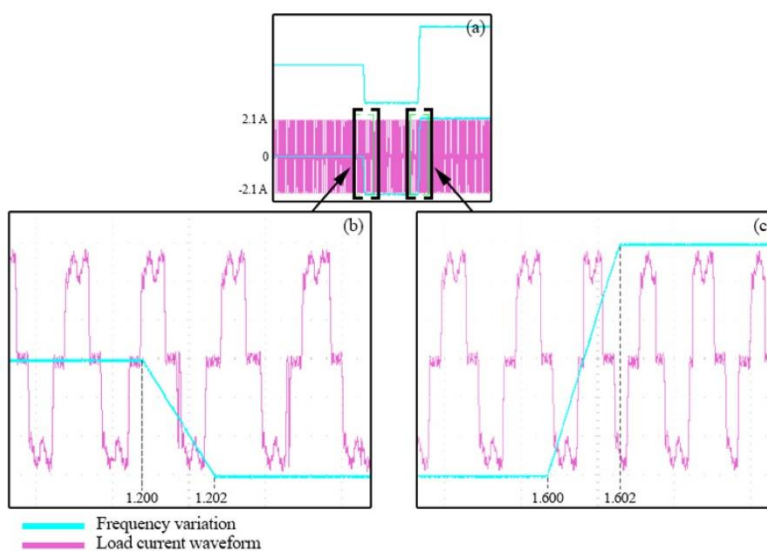 (a)
2.1 A
0
-2.1 A
(b)
(c)
1.200 1.202
1.600 1.602
Frequency variation
Load current waveform